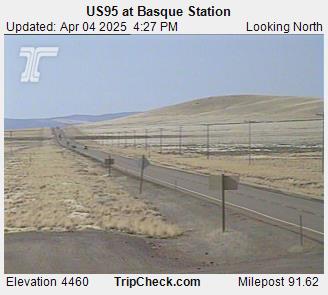 US95 at Basque Station
Updated: Apr 04 2025 4:27 PM Looking North
Elevation 4460 TripCheck.com Milepost 91.62